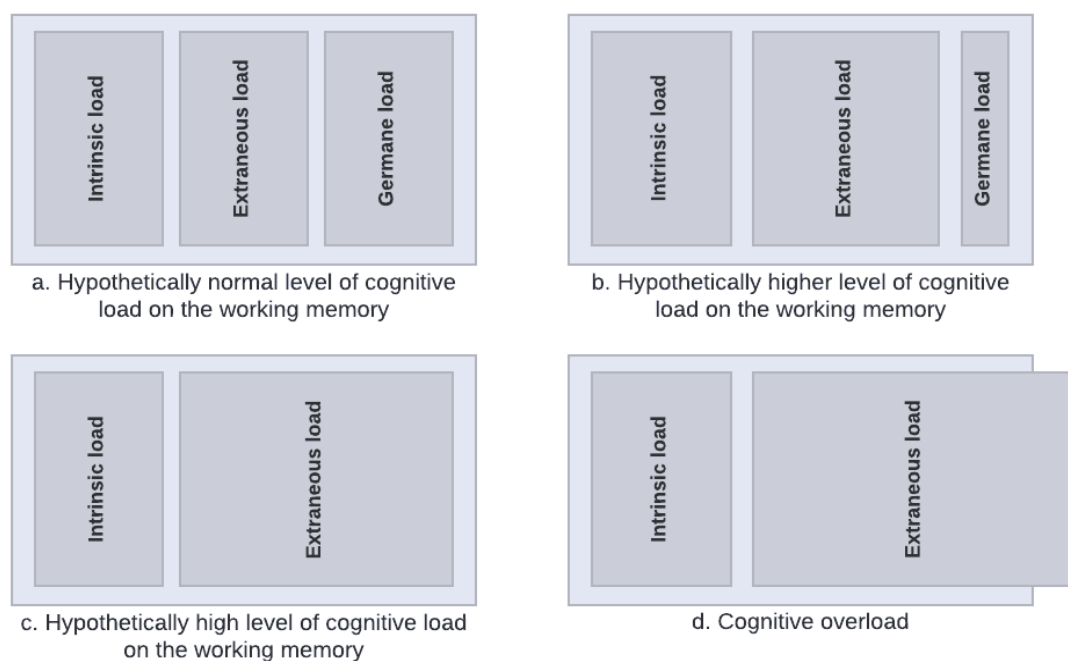 Intrinsic load
Extraneous load
Germane load
a. Hypothetically normal level of cognitive
load on the working memory
Intrinsic load
Extraneous load
Germane load
b. Hypothetically higher level of cognitive
load on the working memory
Intrinsic load
Extraneous load
c. Hypothetically high level of cognitive load
on the working memory
Intrinsic load
Extraneous load
d. Cognitive overload